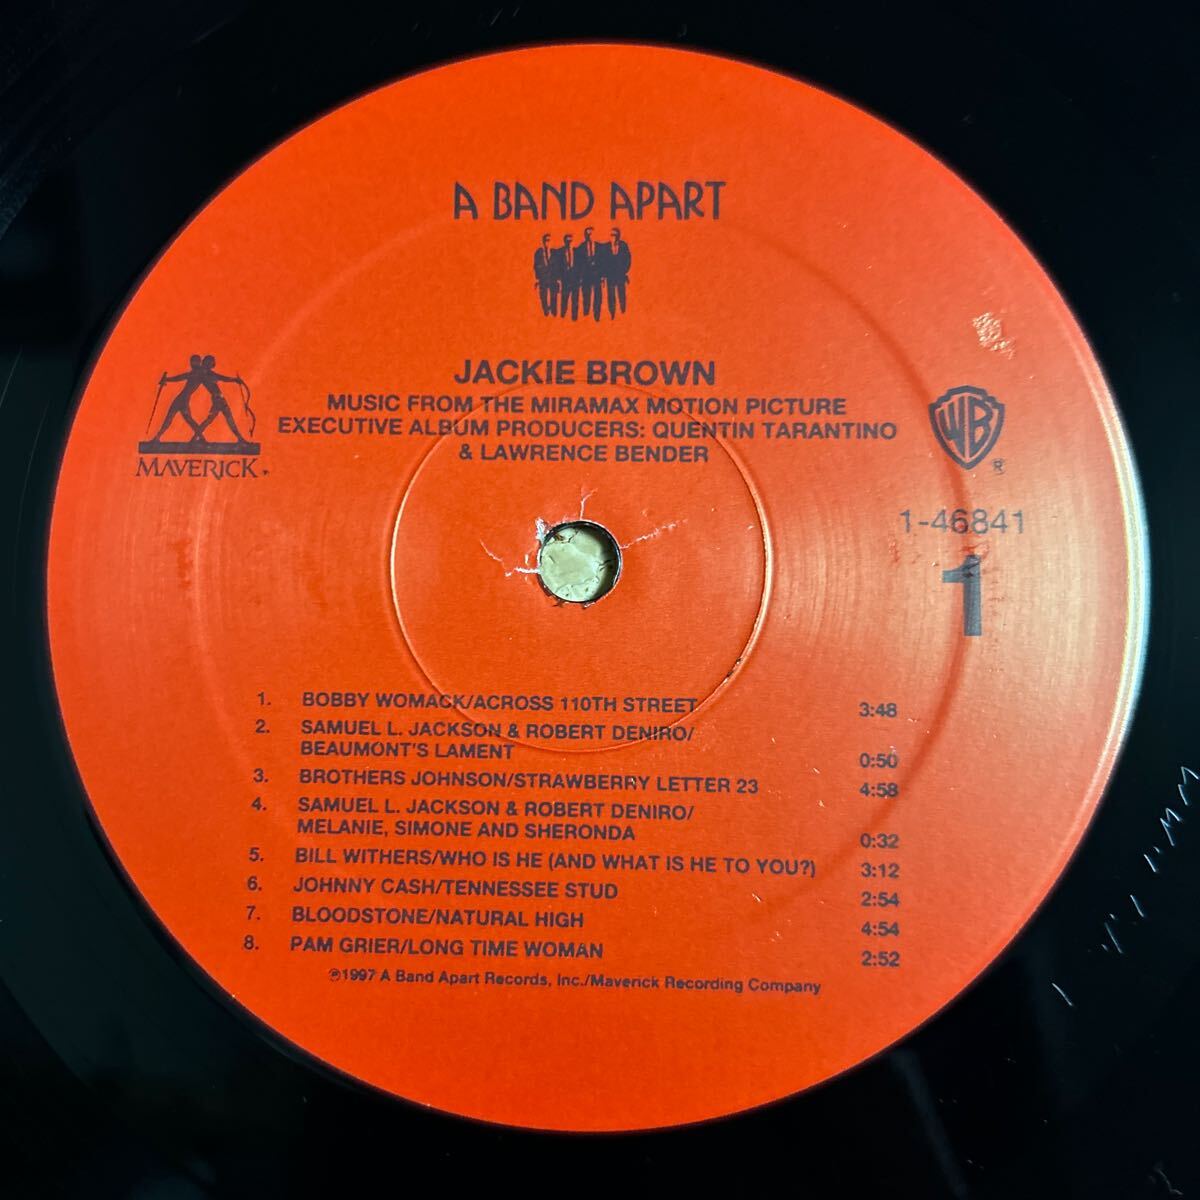 A BAND APART
JACKIE BROWN
MUSIC FROM THE MIRAMAX MOTION PICTURE
EXECUTIVE ALBUM PRODUCERS: QUENTIN TARANTINO
& LAWRENCE BENDER
MAVERICK
WB ®
1-46841
1
1. BOBBY WOMACK/ACROSS 110TH STREET 3:48
2. SAMUEL L. JACKSON & ROBERT DENIRO/
BEAUMONT'S LAMENT 0:50
3. BROTHERS JOHNSON/STRAWBERRY LETTER 23 4:58
4. SAMUEL L. JACKSON & ROBERT DENIRO/
MELANIE, SIMONE AND SHERONDA 0:32
5. BILL WITHERS/WHO IS HE (AND WHAT IS HE TO YOU?) 3:12
6. JOHNNY CASH/TENNESSEE STUD 2:54
7. BLOODSTONE/NATURAL HIGH 4:54
8. PAM GRIER/LONG TIME WOMAN 2:52
℗1997 A Band Apart Records, Inc./Maverick Recording Company